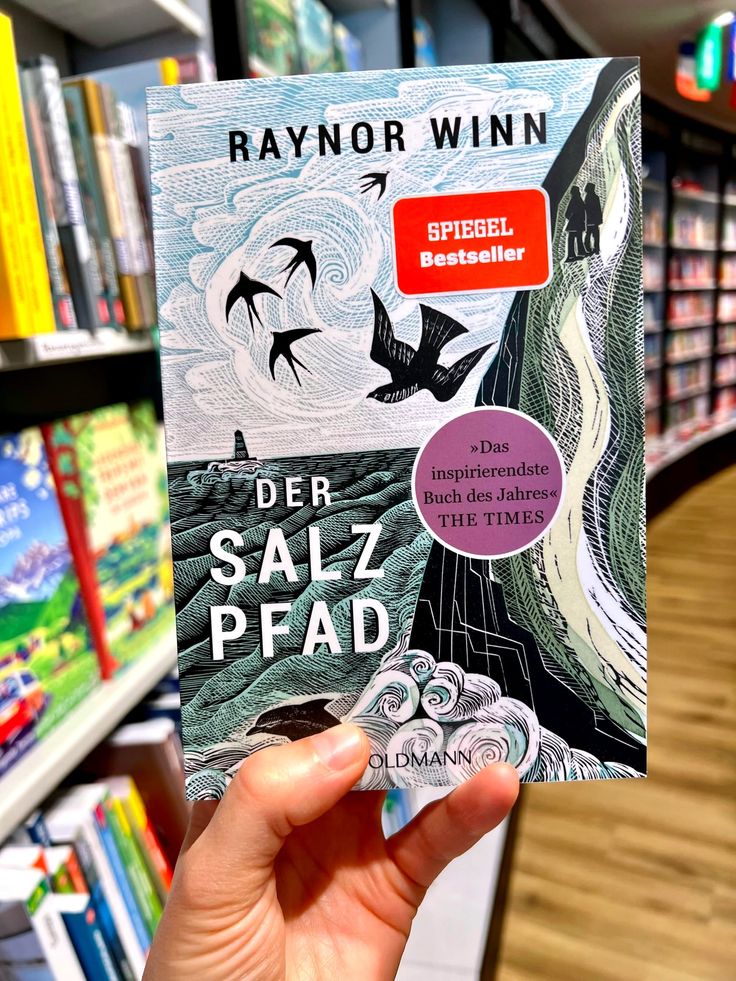 RAYNOR WINN
SPIEGEL
Bestseller
»Das
inspirierendste
Buch des Jahres«
THE TIMES
DER
SALZ
PFAD
OLDMANN